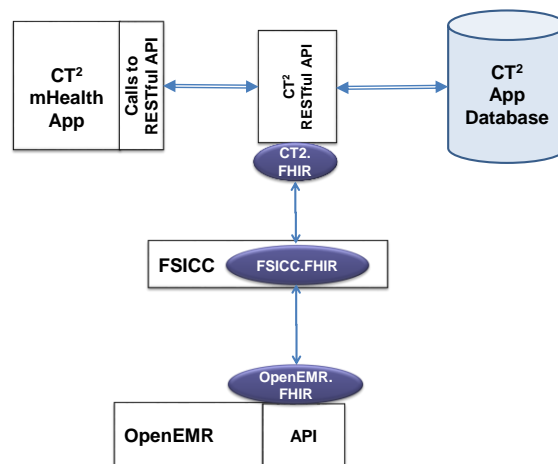 CT²
mHealth
App
Calls to
RESTful API
CT²
RESTful API
CT²
App
Database
CT2.
FHIR
FSICC
FSICC.FHIR
OpenEMR.
FHIR
OpenEMR
API